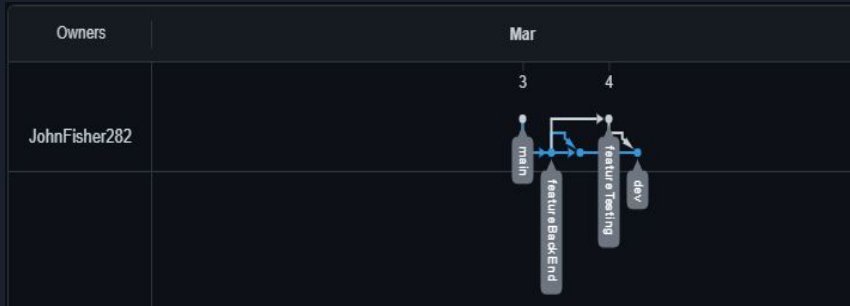 Owners
Mar
3
4
JohnFisher282
main
featureBackEnd
featureTesting
dev